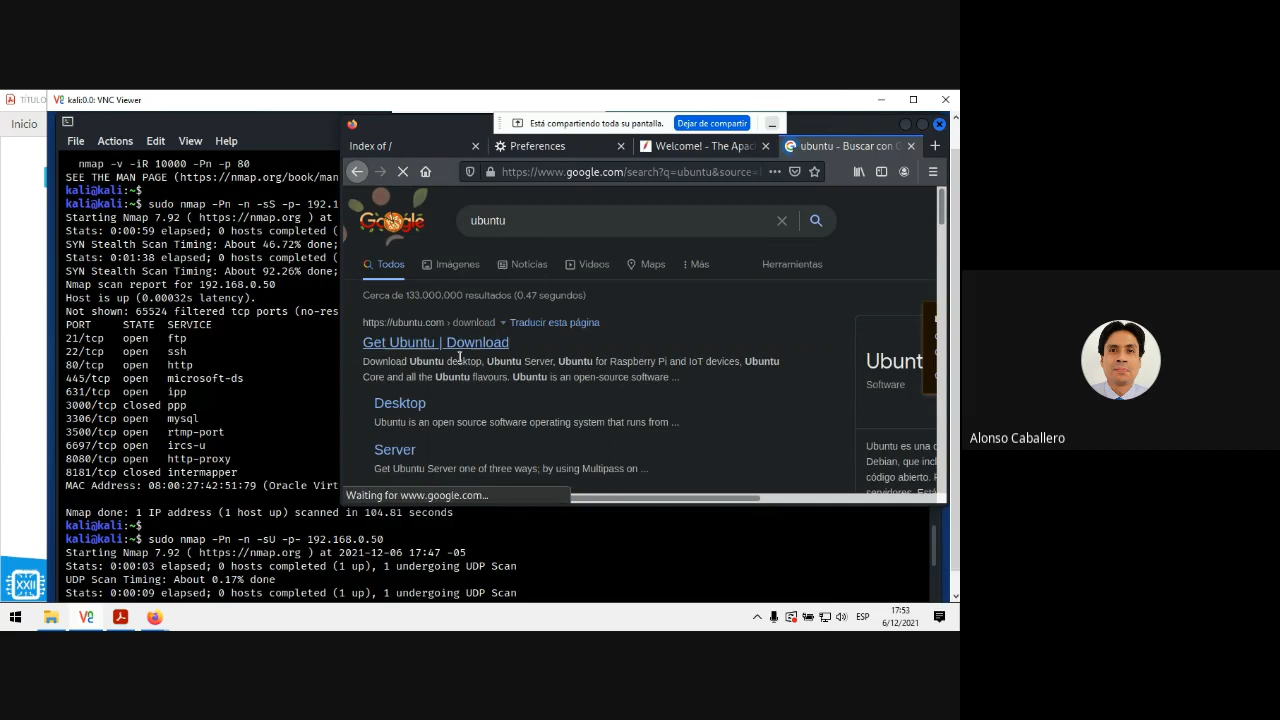 TÍTULO
kali:0.0: VNC Viewer
Inicio
Está compartiendo toda su pantalla.
Dejar de compartir
File Actions Edit View Help
nmap -v -iR 10000 -Pn -p 80
SEE THE MAN PAGE (https://nmap.org/book/man
kali@kali:~$
kali@kali:~$ sudo nmap -Pn -n -sS -p- 192.1
Starting Nmap 7.92 ( https://nmap.org ) at
Stats: 0:00:59 elapsed; 0 hosts completed (
SYN Stealth Scan Timing: About 46.72% done;
Stats: 0:01:38 elapsed; 0 hosts completed (
SYN Stealth Scan Timing: About 92.26% done;
Nmap scan report for 192.168.0.50
Host is up (0.00032s latency).
Not shown: 65524 filtered tcp ports (no-res
PORT STATE SERVICE
21/tcp open ftp
22/tcp open ssh
80/tcp open http
445/tcp open microsoft-ds
631/tcp open ipp
3000/tcp closed ppp
3306/tcp open mysql
3500/tcp open rtmp-port
6697/tcp open ircs-u
8080/tcp open http-proxy
8181/tcp closed intermapper
MAC Address: 08:00:27:42:51:79 (Oracle Virt
Nmap done: 1 IP address (1 host up) scanned in 104.81 seconds
kali@kali:~$
kali@kali:~$ sudo nmap -Pn -n -sU -p- 192.168.0.50
Starting Nmap 7.92 ( https://nmap.org ) at 2021-12-06 17:47 -05
Stats: 0:00:03 elapsed; 0 hosts completed (1 up), 1 undergoing UDP Scan
UDP Scan Timing: About 0.17% done
Stats: 0:00:09 elapsed; 0 hosts completed (1 up), 1 undergoing UDP Scan
Index of /
Preferences
Welcome! - The Apac
ubuntu - Buscar con G
https://www.google.com/search?q=ubuntu&source=
Google
ubuntu
Todos Imágenes Noticias Videos Maps Más Herramientas
Cerca de 133.000.000 resultados (0.47 segundos)
https://ubuntu.com › download Traducir esta página
Get Ubuntu | Download
Download Ubuntu desktop, Ubuntu Server, Ubuntu for Raspberry Pi and IoT devices, Ubuntu
Core and all the Ubuntu flavours. Ubuntu is an open-source software ...
Desktop
Ubuntu is an open source software operating system that runs from ...
Server
Get Ubuntu Server one of three ways; by using Multipass on ...
Ubunt
Software
Ubuntu es una d
Debian, que incl
código abierto. F
Waiting for www.google.com...
XXII
ESP
17:53
6/12/2021
Alonso Caballero